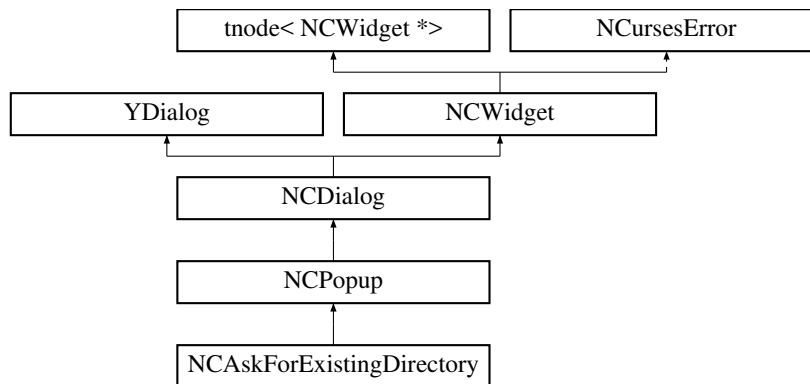 tnode< NCWidget *>
NCursesError
YDialog
NCWidget
NCDialog
NCPopup
NCAskForExistingDirectory